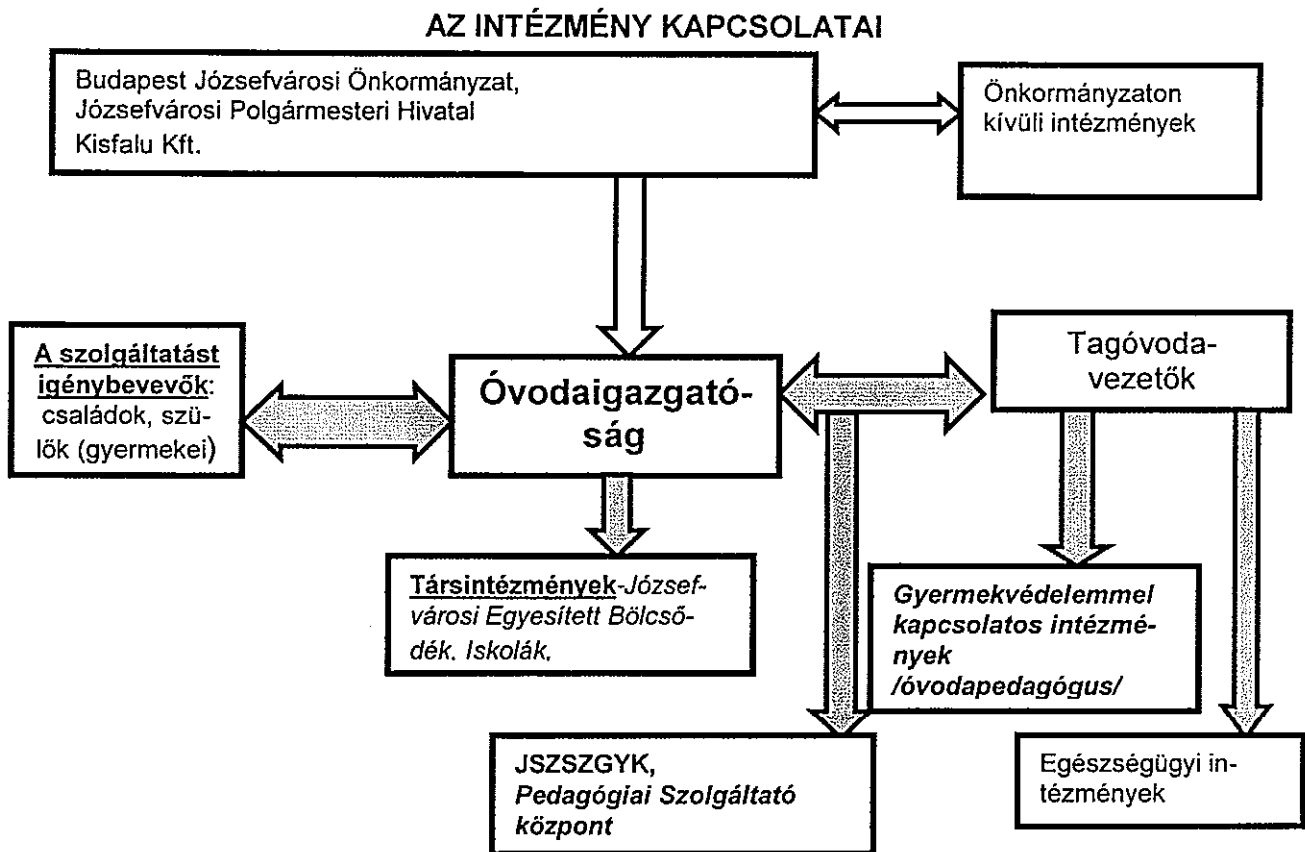 AZ INTÉZMÉNY KAPCSOLATAI
Budapest Józsefvárosi Önkormányzat,
Józsefvárosi Polgármesteri Hivatal
Kisfalu Kft.
Önkormányzaton
kívüli intézmények
A szolgáltatást
igénybevevők:
családok, szü-
lők (gyermekei)
Óvodaigazgató-
ság
Tagóvoda-
vezetők
Társintézmények-József-
városi Egyesített Bölcső-
dék. Iskolák.
Gyermekvédelemmel
kapcsolatos intézmé-
nyek
/óvodapedagógus/
JSZSZGYK,
Pedagógiai Szolgáltató
központ
Egészségügyi in-
tézmények